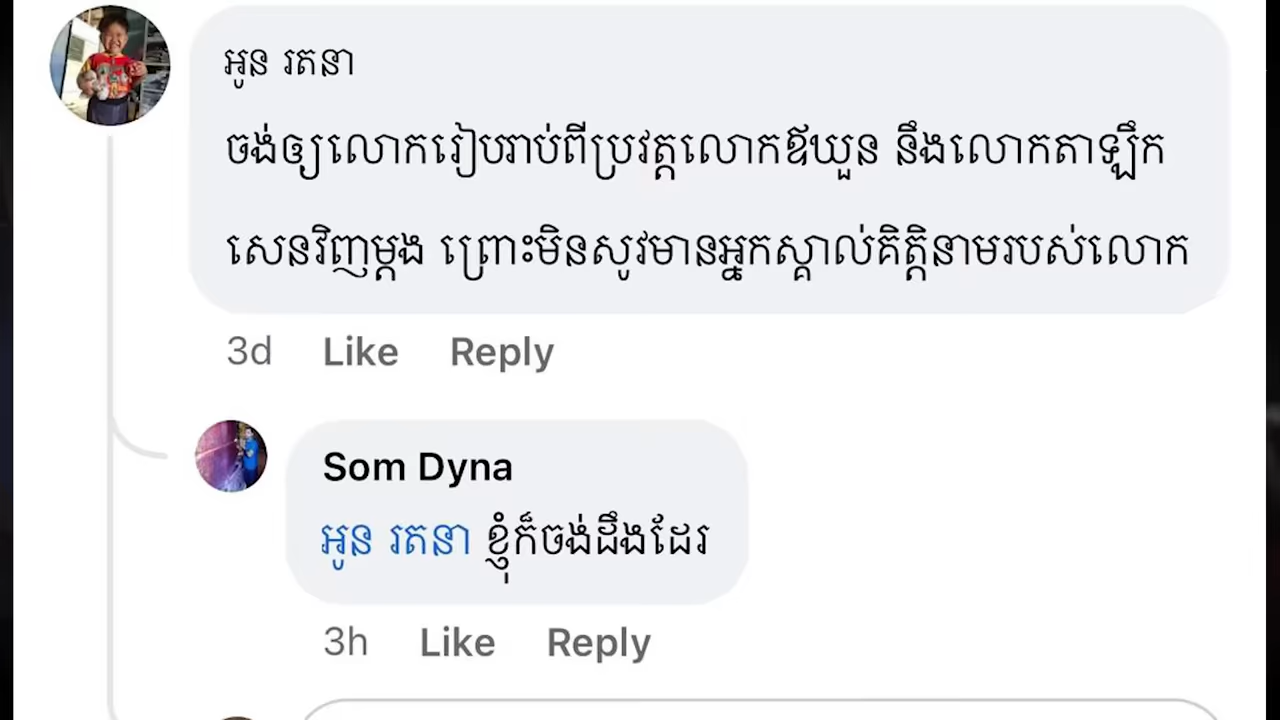 អូន រតនា
ចង់ឲ្យលោករៀបរាប់ពីប្រវត្តលោកឪឃួន នឹងលោកតាឡឹក
សេនវិញម្ដង ព្រោះមិនសូវមានអ្នកស្គាល់គិត្តិនាមរបស់លោក
3d Like Reply
Som Dyna
អូន រតនា ខ្ញុំក៏ចង់ដឹងដែរ
3h Like Reply